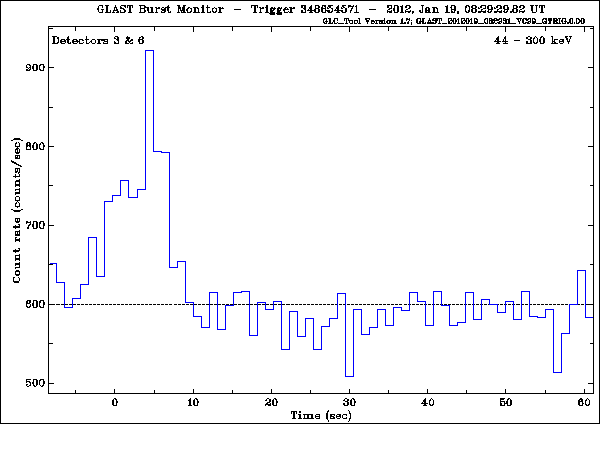 GLAST Burst Monitor – Trigger 348654571 – 2012, Jan 19, 08:29:29.82 UT
GLC_Tool Version 1.7; GLAST_2012019_082931_VC09_GTRIG.0.00
Detectors 3 & 6
44 – 300 keV
900
800
700
600
500
Count rate (counts/sec)
0 10 20 30 40 50 60
Time (sec)